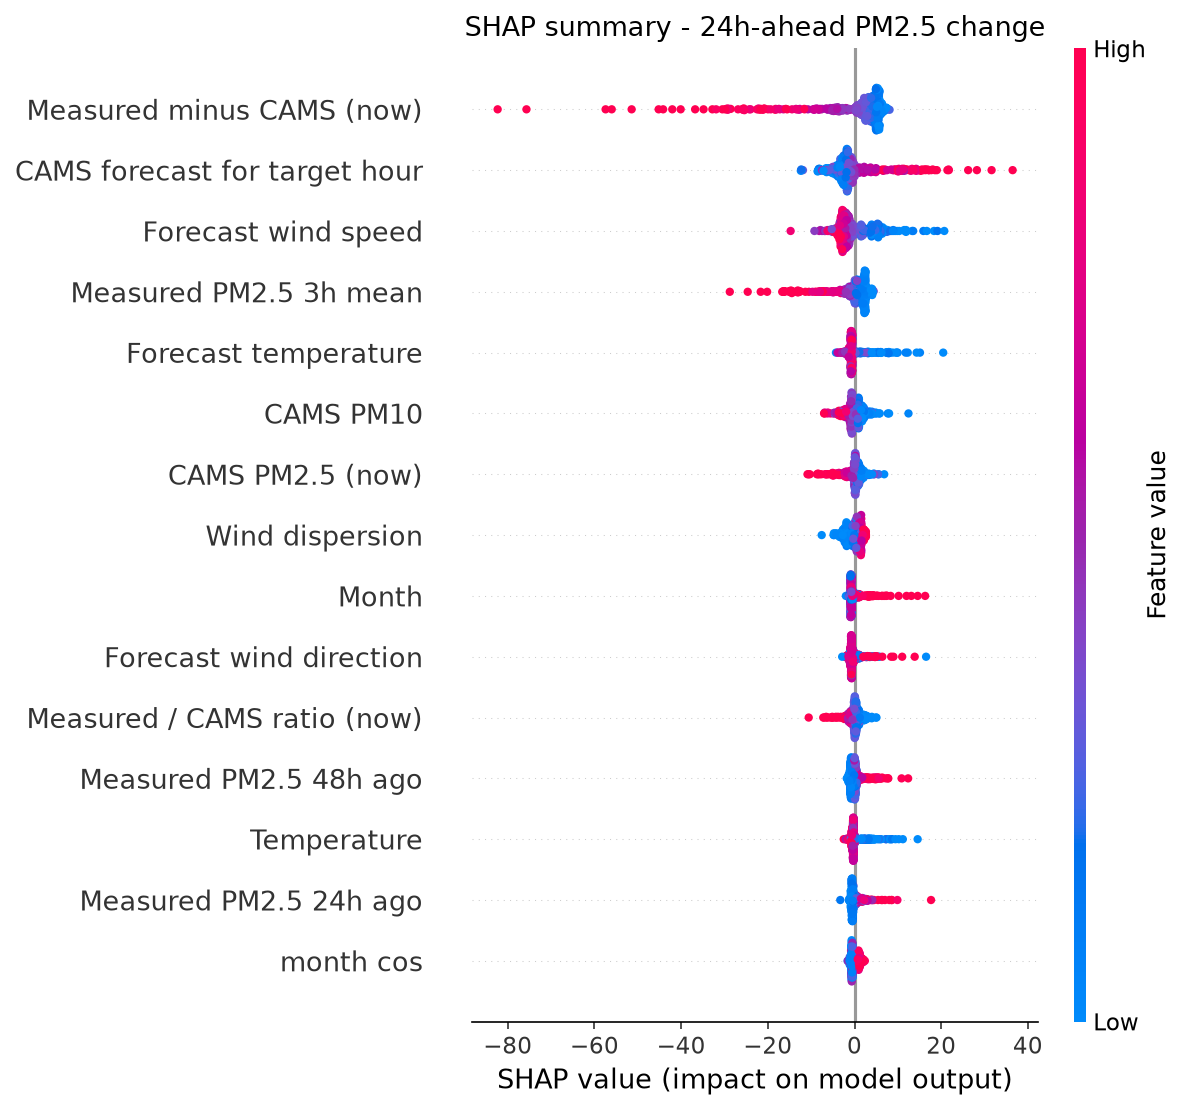 SHAP summary - 24h-ahead PM2.5 change
High
Measured minus CAMS (now)
CAMS forecast for target hour
Forecast wind speed
Measured PM2.5 3h mean
Forecast temperature
CAMS PM10
CAMS PM2.5 (now)
Wind dispersion
Month
Forecast wind direction
Measured / CAMS ratio (now)
Measured PM2.5 48h ago
Temperature
Measured PM2.5 24h ago
month cos
Feature value
Low
−80 −60 −40 −20 0 20 40
SHAP value (impact on model output)